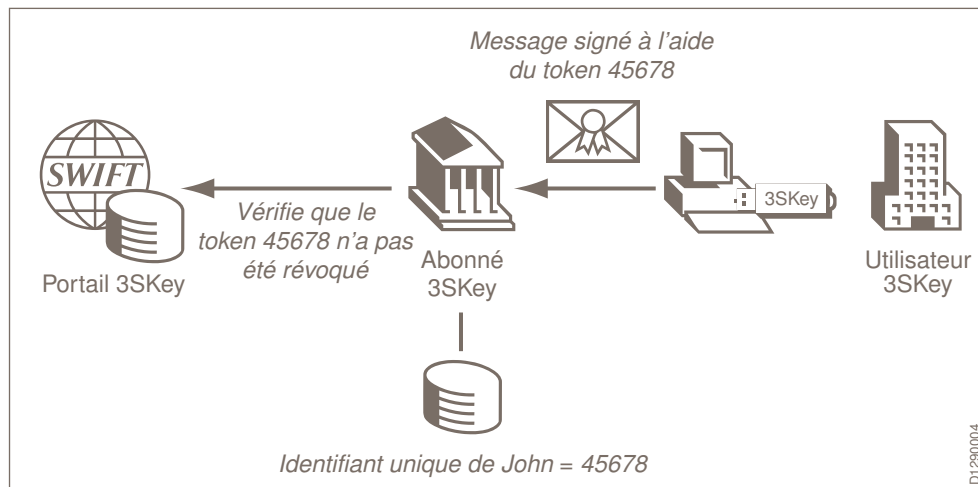 Message signé à l'aide
du token 45678
SWIFT
3SKey
Vérifie que le
token 45678 n'a pas
été révoqué
Portail 3SKey
Abonné
3SKey
Utilisateur
3SKey
Identifiant unique de John = 45678
D1290004